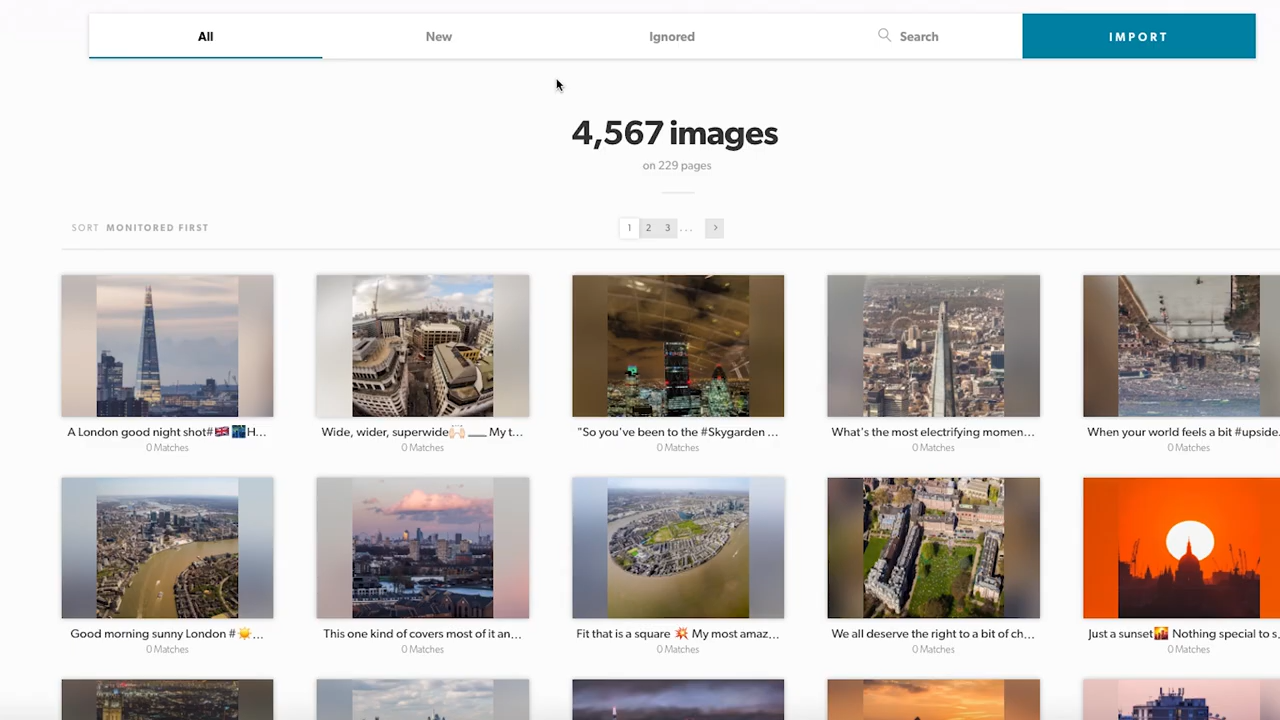 All New Ignored Search IMPORT
4,567 images
on 229 pages
SORT MONITORED FIRST 1 2 3 ... >
A London good night shot#🇬🇧🌃H... Wide, wider, superwide🙌🏻 ___ My t... "So you've been to the #Skygarden ... What's the most electrifying momen... When your world feels a bit #upside.
0 Matches 0 Matches 0 Matches 0 Matches 0 Matches
Good morning sunny London #☀️... This one kind of covers most of it an... Fit that is a square 💥 My most amaz... We all deserve the right to a bit of ch... Just a sunset🌇 Nothing special to s.
0 Matches 0 Matches 0 Matches 0 Matches 0 Matches